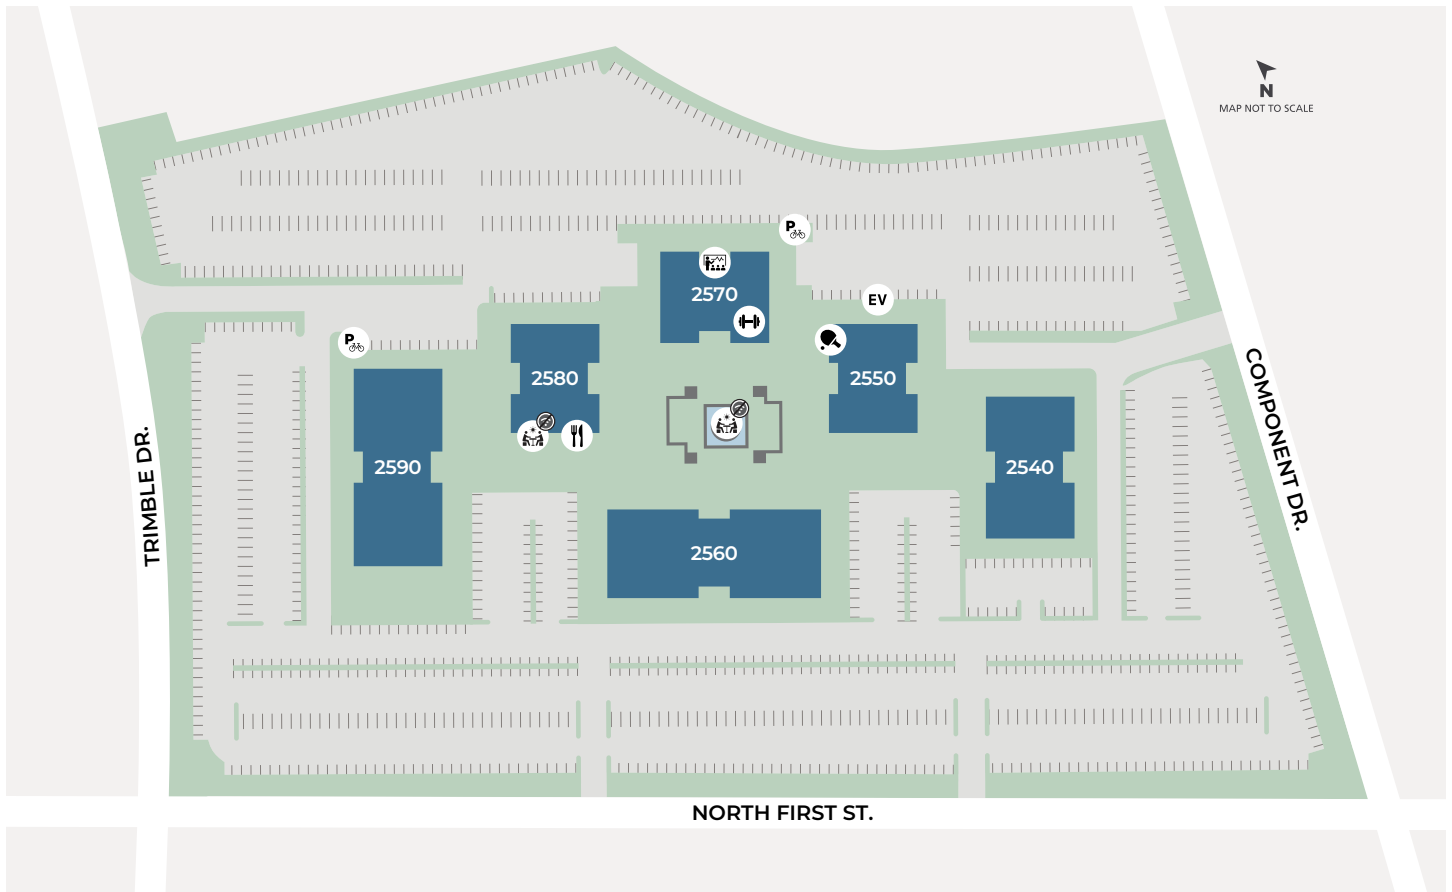 N
MAP NOT TO SCALE
P
2570
EV
P
2580
2550
COMPONENT DR.
TRIMBLE DR.
2590
2540
2560
NORTH FIRST ST.